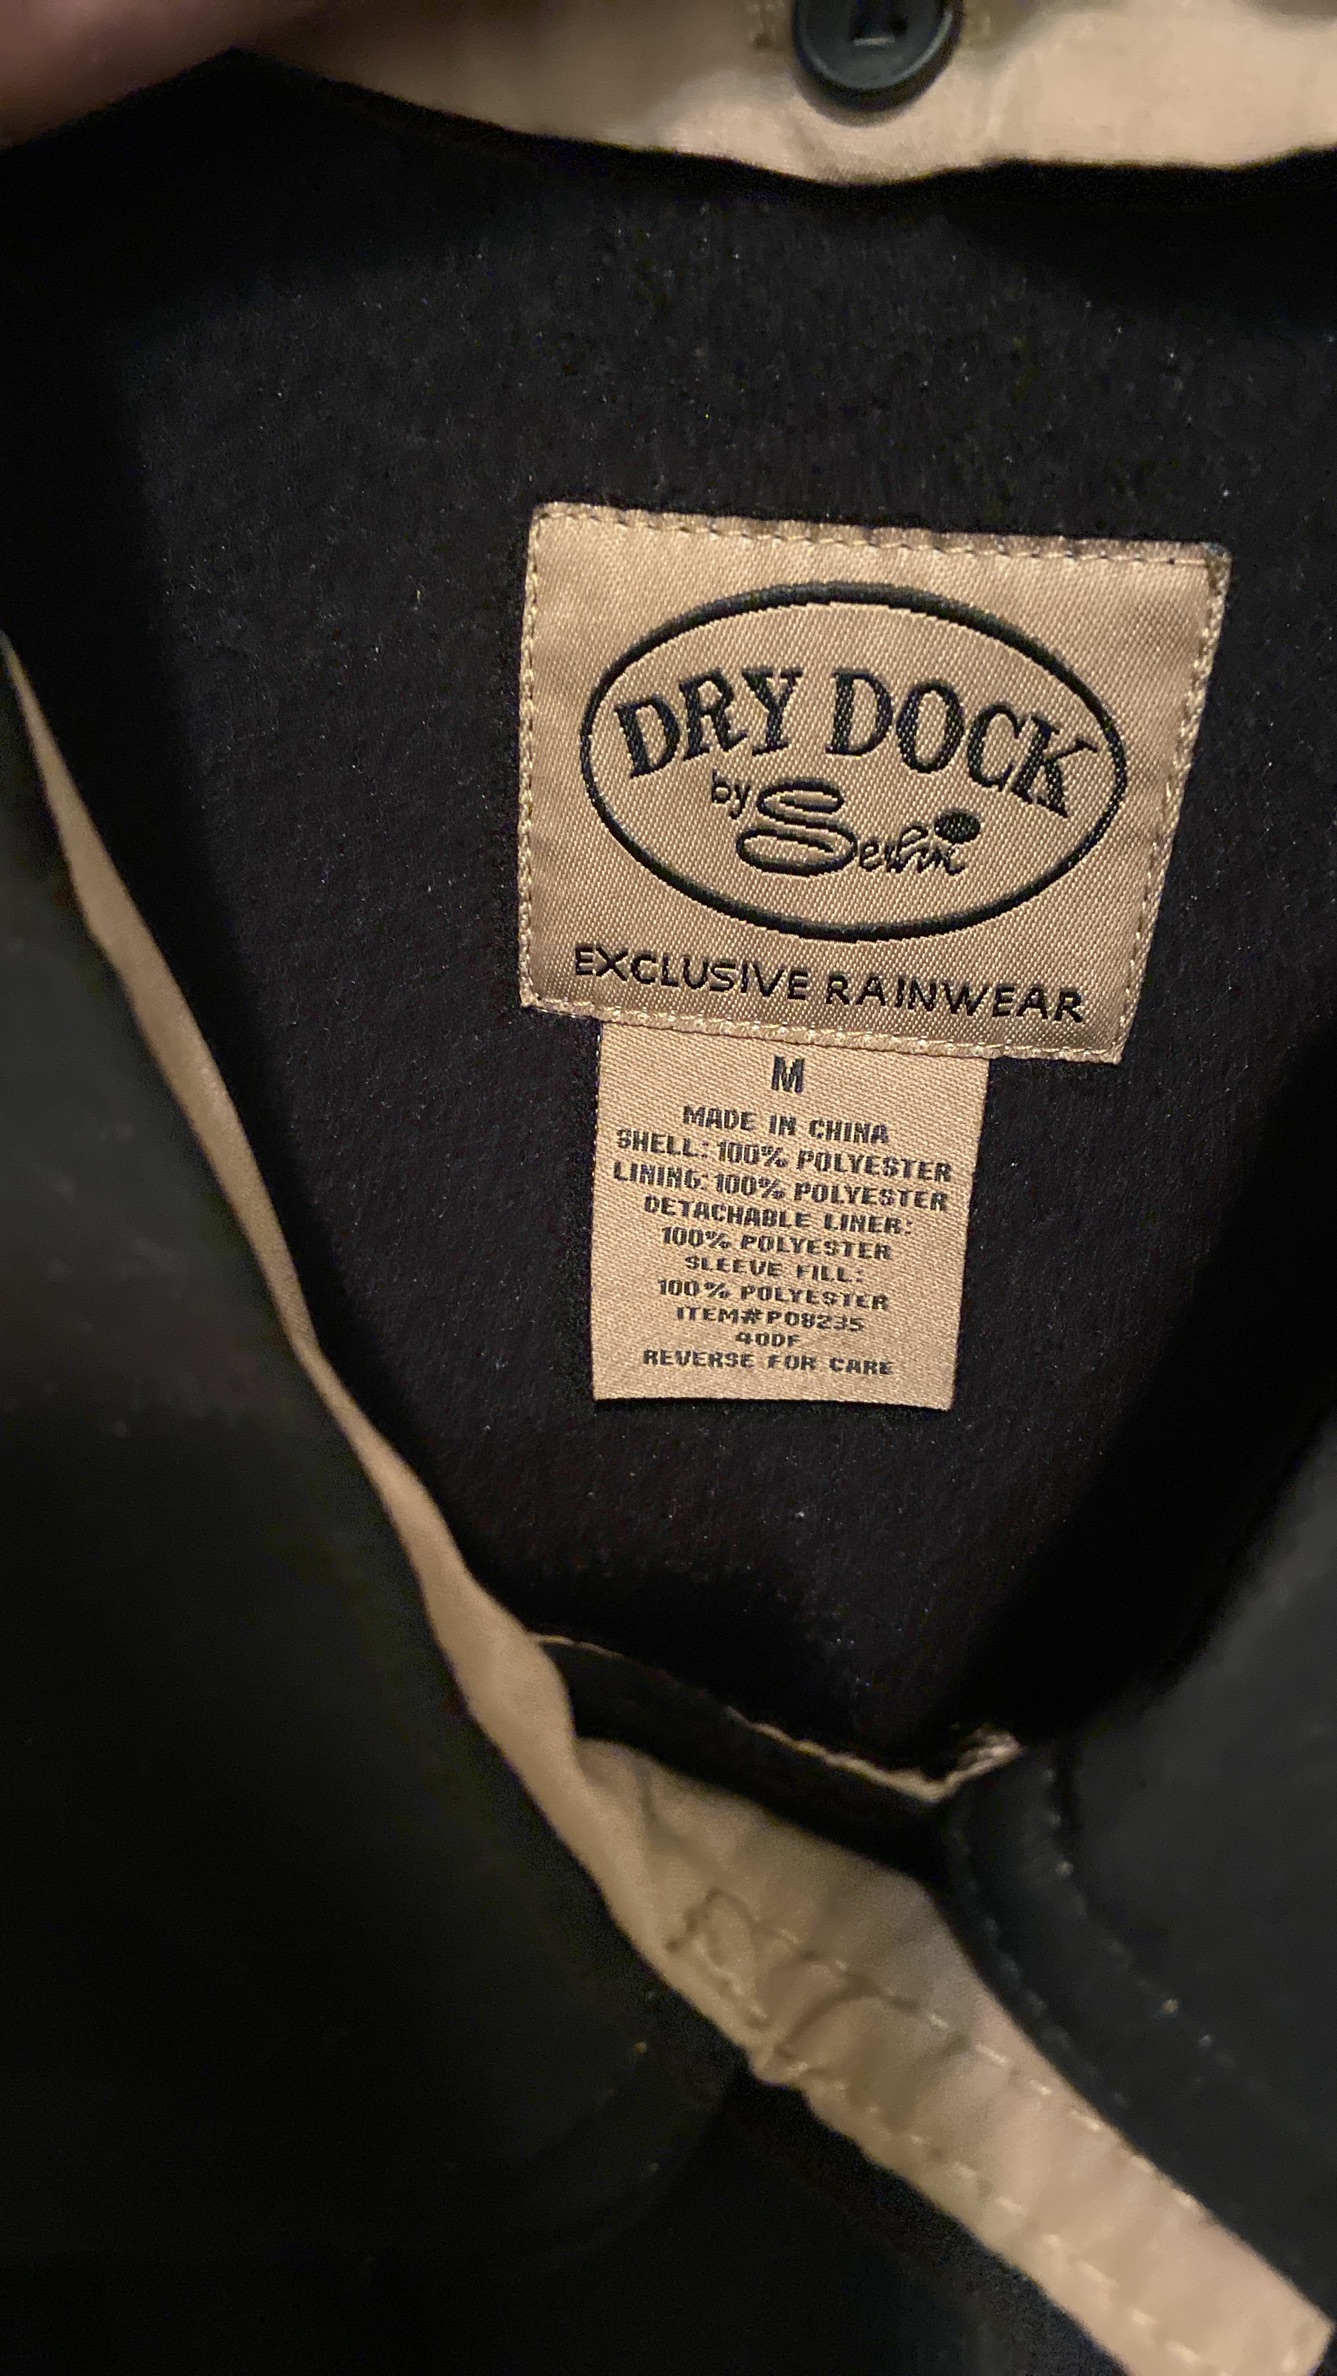 DRY DOCK
by Serhii
EXCLUSIVE RAINWEAR
M
MADE IN CHINA
SHELL: 100% POLYESTER
LINING: 100% POLYESTER
DETACHABLE LINER:
100% POLYESTER
SLEEVE FILL:
100% POLYESTER
ITEM#P08235
40DF
REVERSE FOR CARE